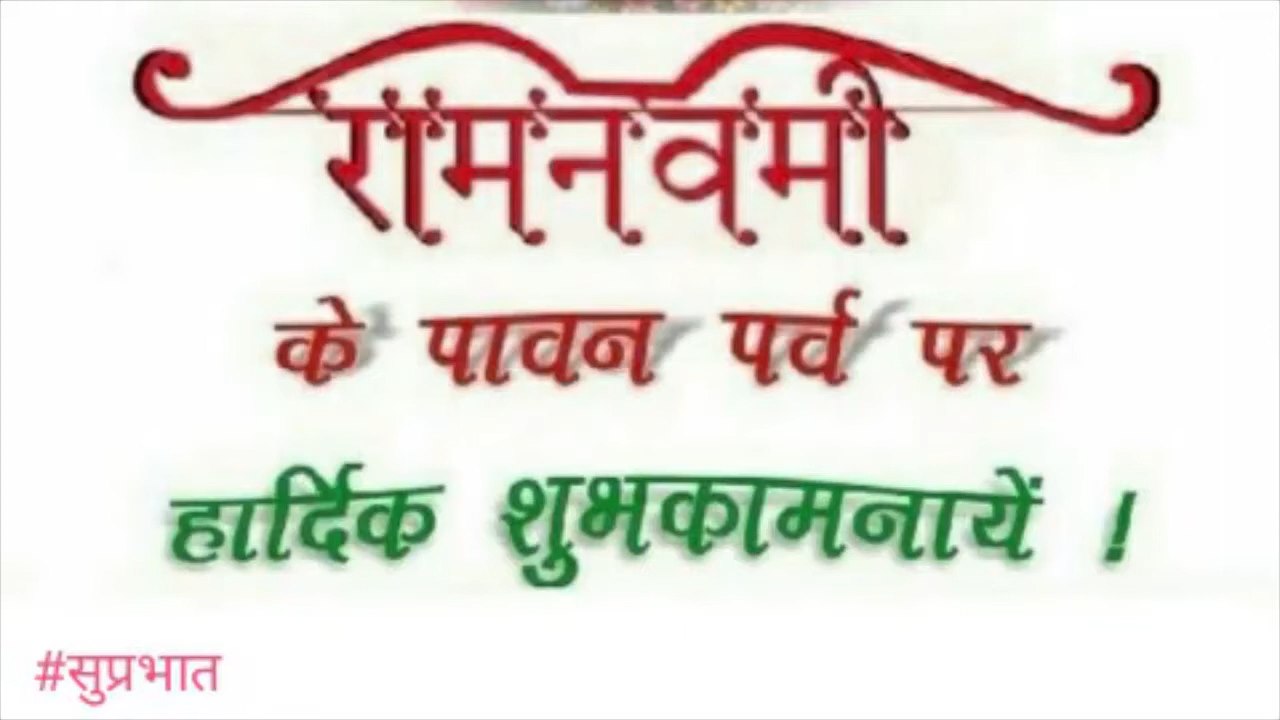 रामनवमी
के पावन पर्व पर
हार्दिक शुभकामनायें !
#सुप्रभात